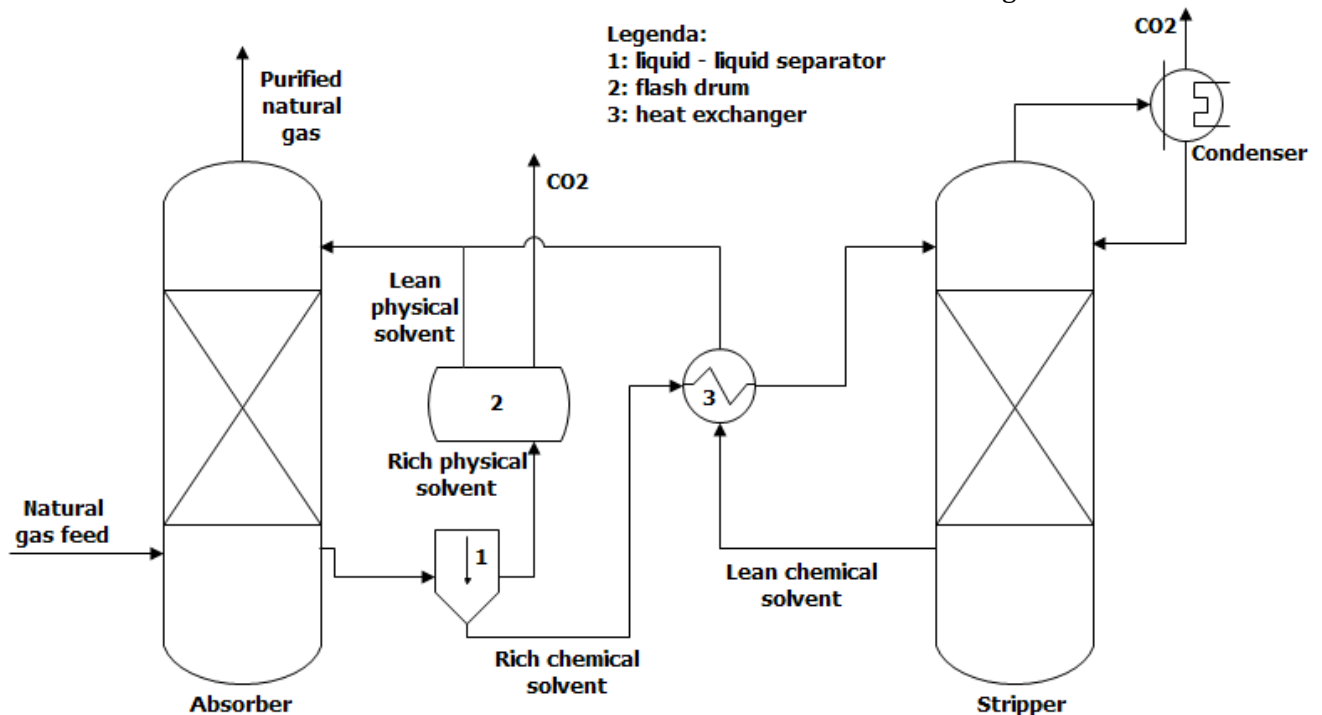 Legenda:
1: liquid - liquid separator
2: flash drum
3: heat exchanger
CO2
Condenser
Purified
natural
gas
CO2
Lean
physical
solvent
2
3
Rich physical
solvent
Natural
gas feed
1
Lean chemical
solvent
Rich chemical
solvent
Absorber
Stripper